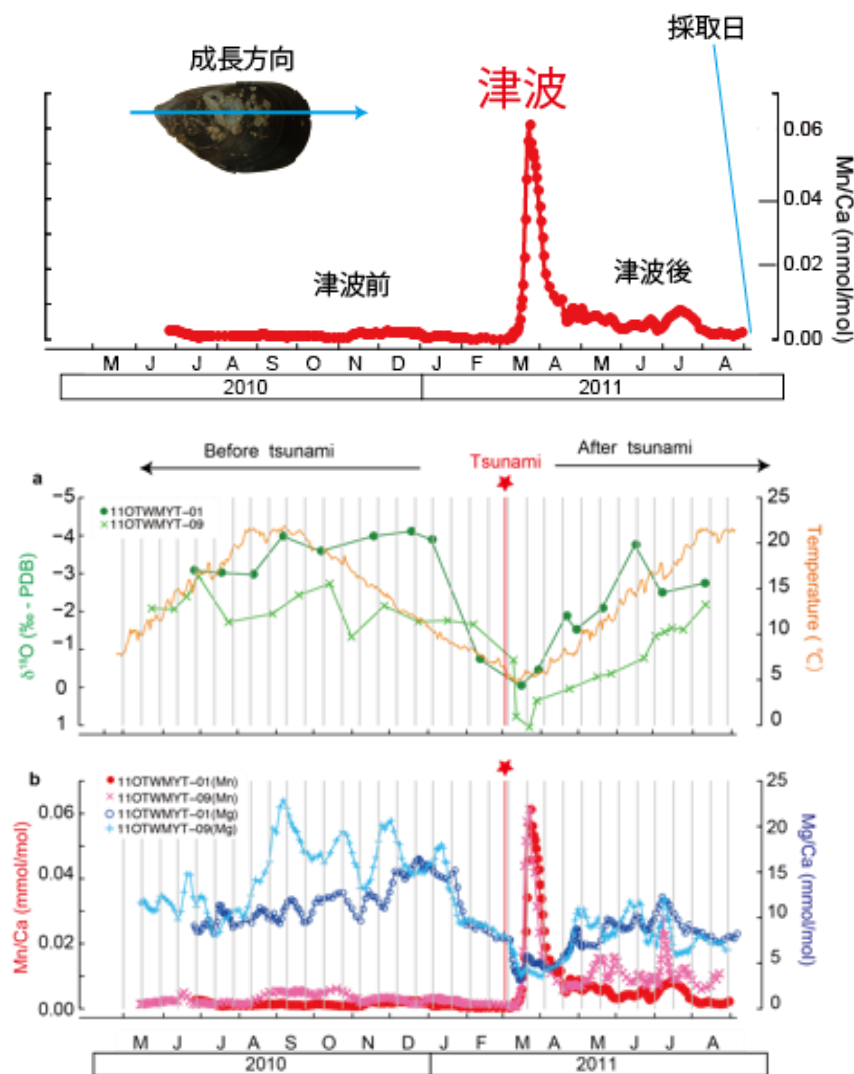 採取日
成長方向
津波
0.06
0.04
0.02
0.00
Mn/Ca (mmol/mol)
津波前
津波後
M J J A S O N D J F M A M J J A
2010 2011
Before tsunami Tsunami After tsunami
a
11OTWMYT-01
11OTWMYT-09
-5
-4
-3
-2
-1
0
1
δ¹⁸O (‰ - PDB)
25
20
15
10
5
0
Temperature (℃)
b
11OTWMYT-01(Mn)
11OTWMYT-09(Mn)
11OTWMYT-01(Mg)
11OTWMYT-09(Mg)
0.06
0.04
0.02
0.00
Mn/Ca (mmol/mol)
25
20
15
10
5
0
Mg/Ca (mmol/mol)
M J J A S O N D J F M A M J J A
2010 2011